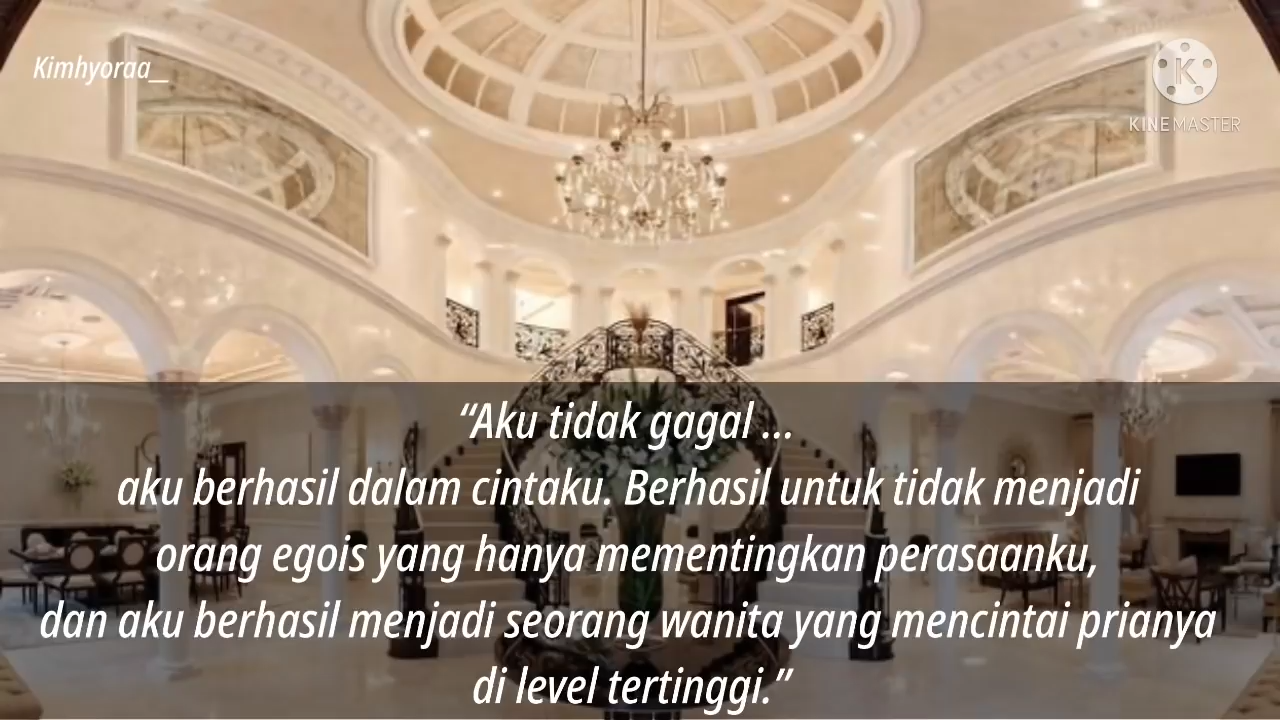 Kimhyoraa__
KINEMASTER
“Aku tidak gagal ...
aku berhasil dalam cintaku. Berhasil untuk tidak menjadi
orang egois yang hanya mementingkan perasaanku,
dan aku berhasil menjadi seorang wanita yang mencintai prianya
di level tertinggi.”